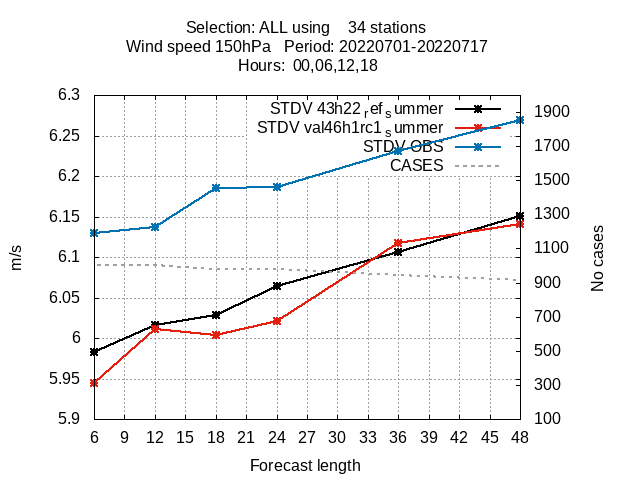 Selection: ALL using    34 stations
Wind speed 150hPa   Period: 20220701-20220717
Hours:  00,06,12,18
STDV 43h22refsummer
STDV val46h1rc1summer
STDV OBS
CASES
6.3
6.25
6.2
6.15
6.1
6.05
6
5.95
5.9
m/s
1900
1700
1500
1300
1100
900
700
500
300
100
No cases
6 9 12 15 18 21 24 27 30 33 36 39 42 45 48
Forecast length